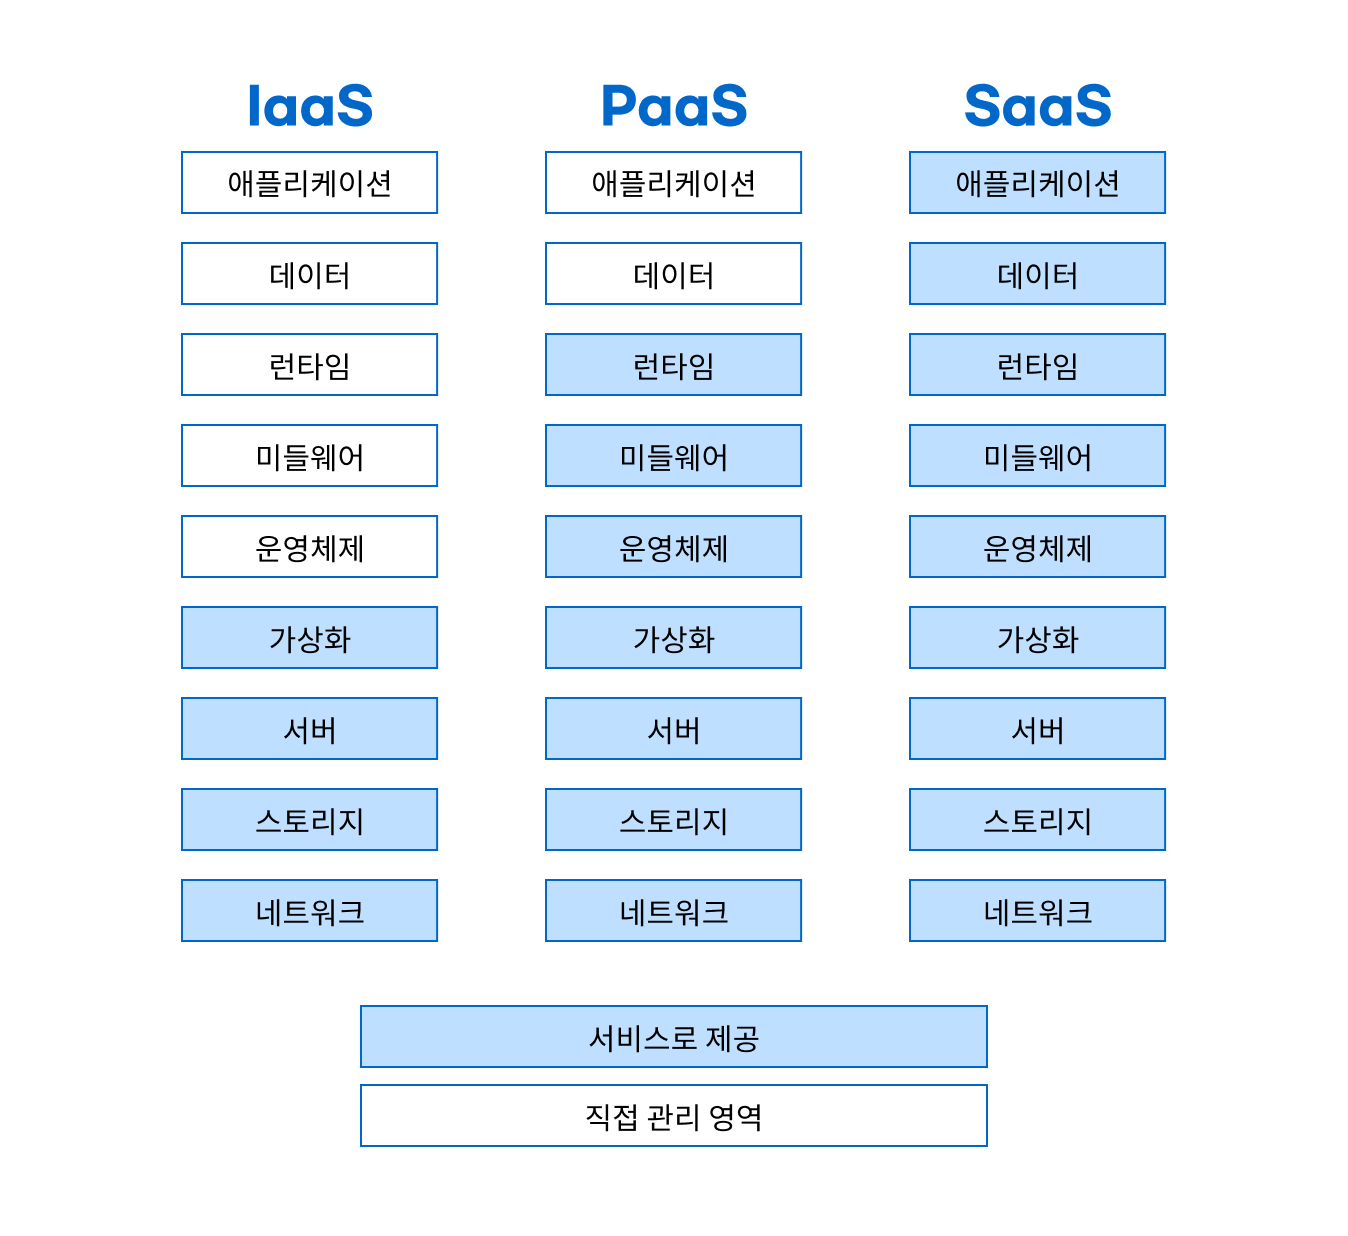 IaaS
애플리케이션
데이터
런타임
미들웨어
운영체제
가상화
서버
스토리지
네트워크
PaaS
애플리케이션
데이터
런타임
미들웨어
운영체제
가상화
서버
스토리지
네트워크
SaaS
애플리케이션
데이터
런타임
미들웨어
운영체제
가상화
서버
스토리지
네트워크
서비스로 제공
직접 관리 영역